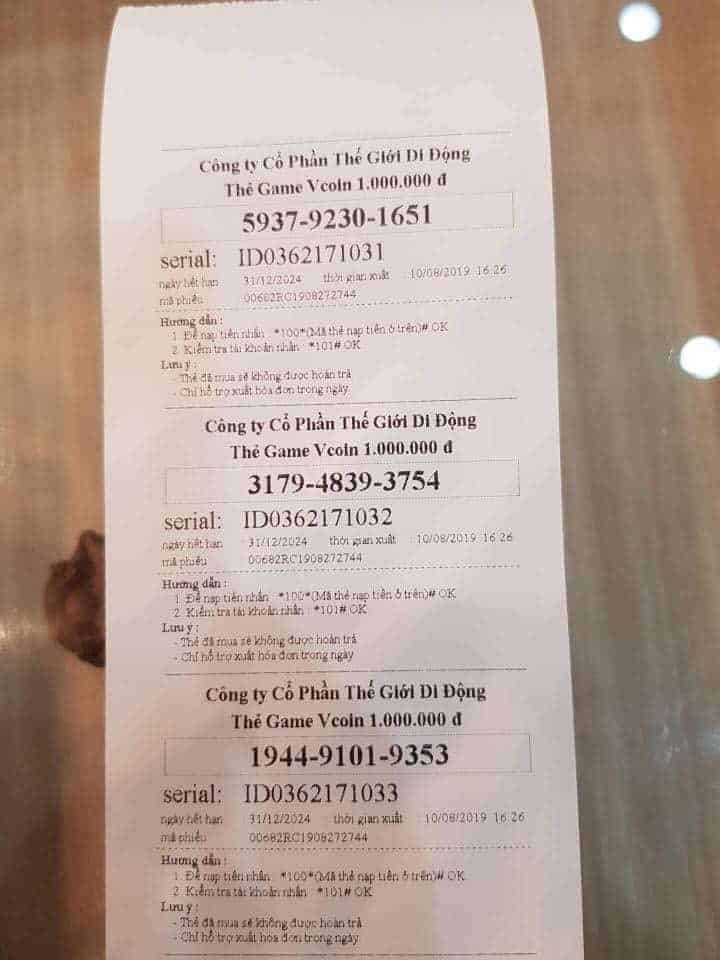 Công ty Cổ Phần Thế Giới Di Động
Thẻ Game Vcoin 1.000.000 đ
5937-9230-1651
serial: ID0362171031
ngày hết hạn 31/12/2024 thời gian xuất : 10/08/2019 16:26
mã phiếu 00682RC1908272744
Hướng dẫn :
1. Để nạp tiền nhấn : *100*(Mã thẻ nạp tiền ở trên)# OK
2. Kiểm tra tài khoản nhấn : *101# OK
Lưu ý :
- Thẻ đã mua sẽ không được hoàn trả
- Chỉ hỗ trợ xuất hóa đơn trong ngày
Công ty Cổ Phần Thế Giới Di Động
Thẻ Game Vcoin 1.000.000 đ
3179-4839-3754
serial: ID0362171032
ngày hết hạn 31/12/2024 thời gian xuất : 10/08/2019 16:26
mã phiếu 00682RC1908272744
Hướng dẫn :
1. Để nạp tiền nhấn : *100*(Mã thẻ nạp tiền ở trên)# OK
2. Kiểm tra tài khoản nhấn : *101# OK
Lưu ý :
- Thẻ đã mua sẽ không được hoàn trả
- Chỉ hỗ trợ xuất hóa đơn trong ngày
Công ty Cổ Phần Thế Giới Di Động
Thẻ Game Vcoin 1.000.000 đ
1944-9101-9353
serial: ID0362171033
ngày hết hạn 31/12/2024 thời gian xuất : 10/08/2019 16:26
mã phiếu 00682RC1908272744
Hướng dẫn :
1. Để nạp tiền nhấn : *100*(Mã thẻ nạp tiền ở trên)# OK
2. Kiểm tra tài khoản nhấn : *101# OK
Lưu ý :
- Thẻ đã mua sẽ không được hoàn trả
- Chỉ hỗ trợ xuất hóa đơn trong ngày